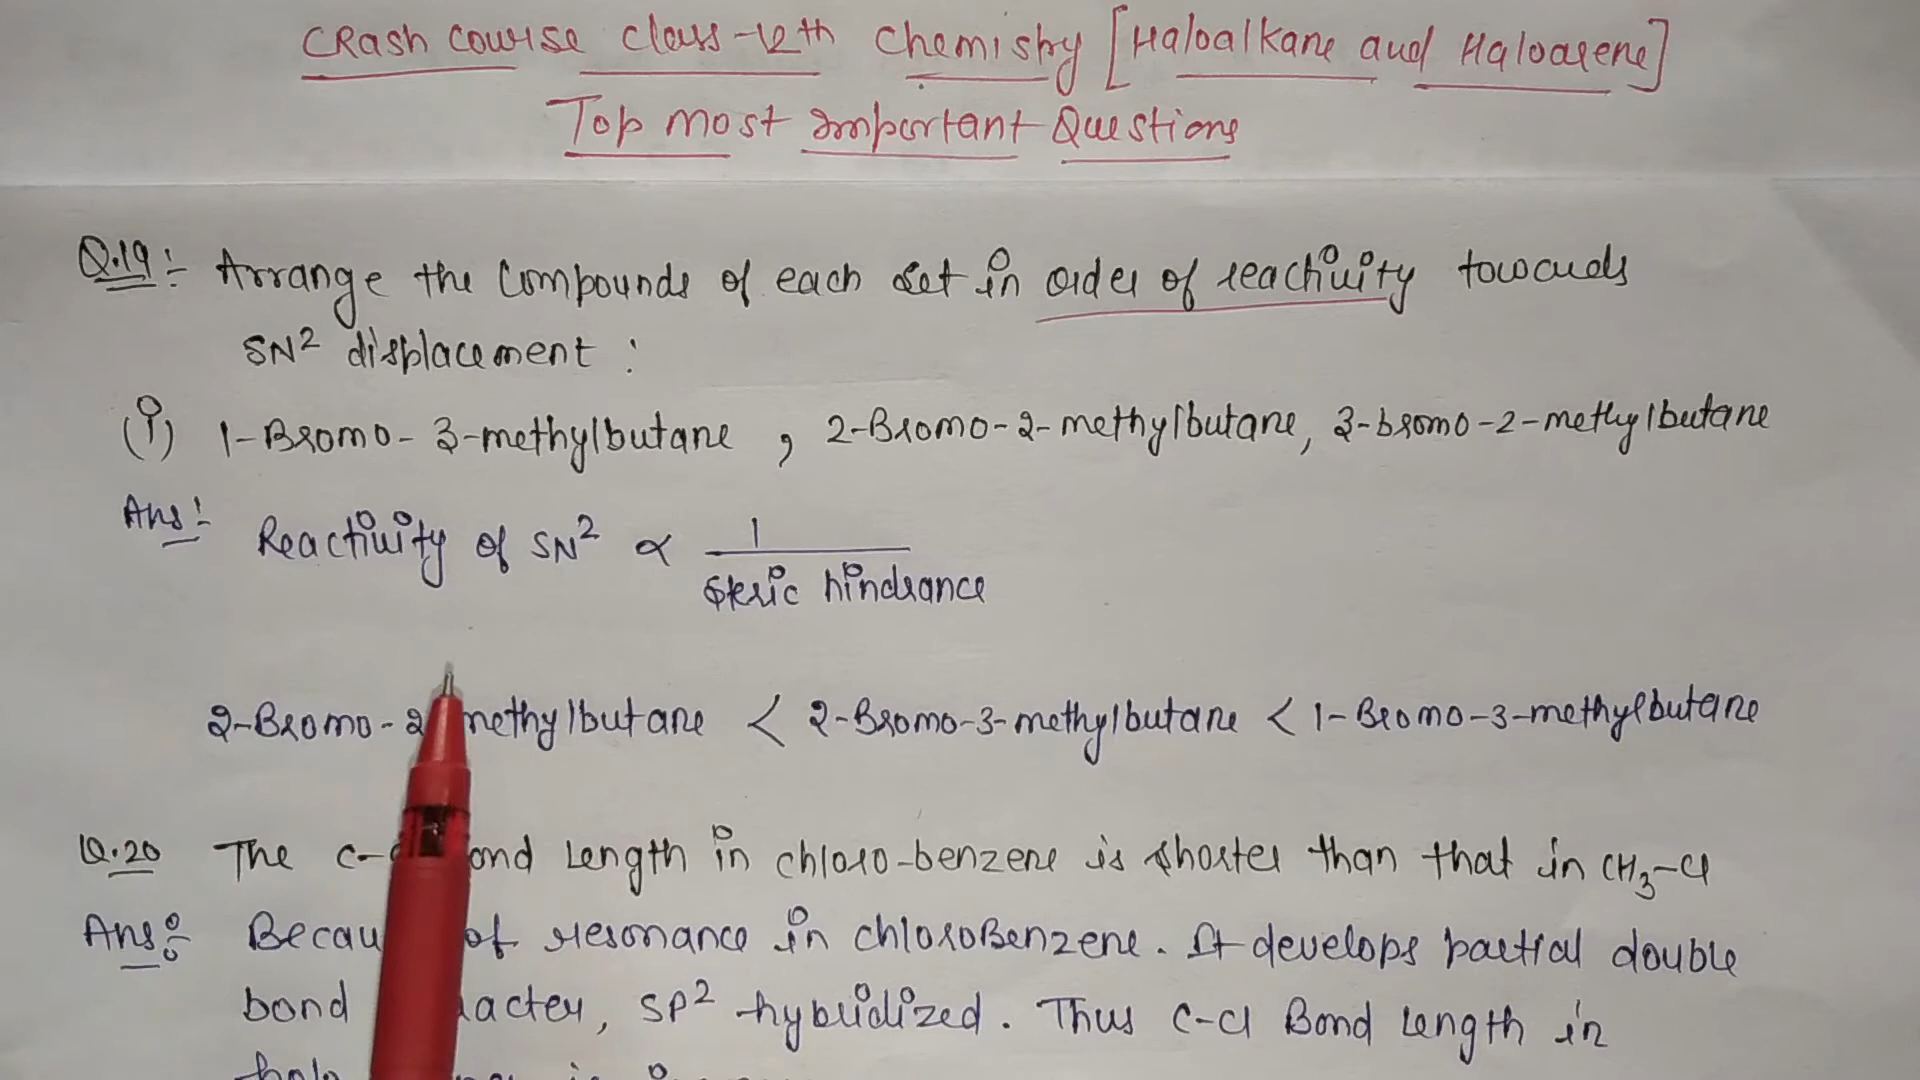 Crash course class-12th chemistry [Haloalkane and Haloarene]
Top most important Questions
Q.19:- Arrange the compounds of each set in order of reactivity towards
SN² displacement :
(i) 1-Bromo-3-methylbutane , 2-Bromo-2-methylbutane, 3-bromo-2-methylbutane
Ans:- Reactivity of SN² ∝ 1 / Steric hindrance
2-Bromo-2 methylbutane < 2-Bromo-3-methylbutane < 1-Bromo-3-methylbutane
Q.20 The C- ond Length in chloro-benzene is shorter than that in CH₃-Cl
Ans: Becau of resonance in chloroBenzene. It develops partial double
bond acter, SP² hybridized. Thus C-Cl Bond Length in